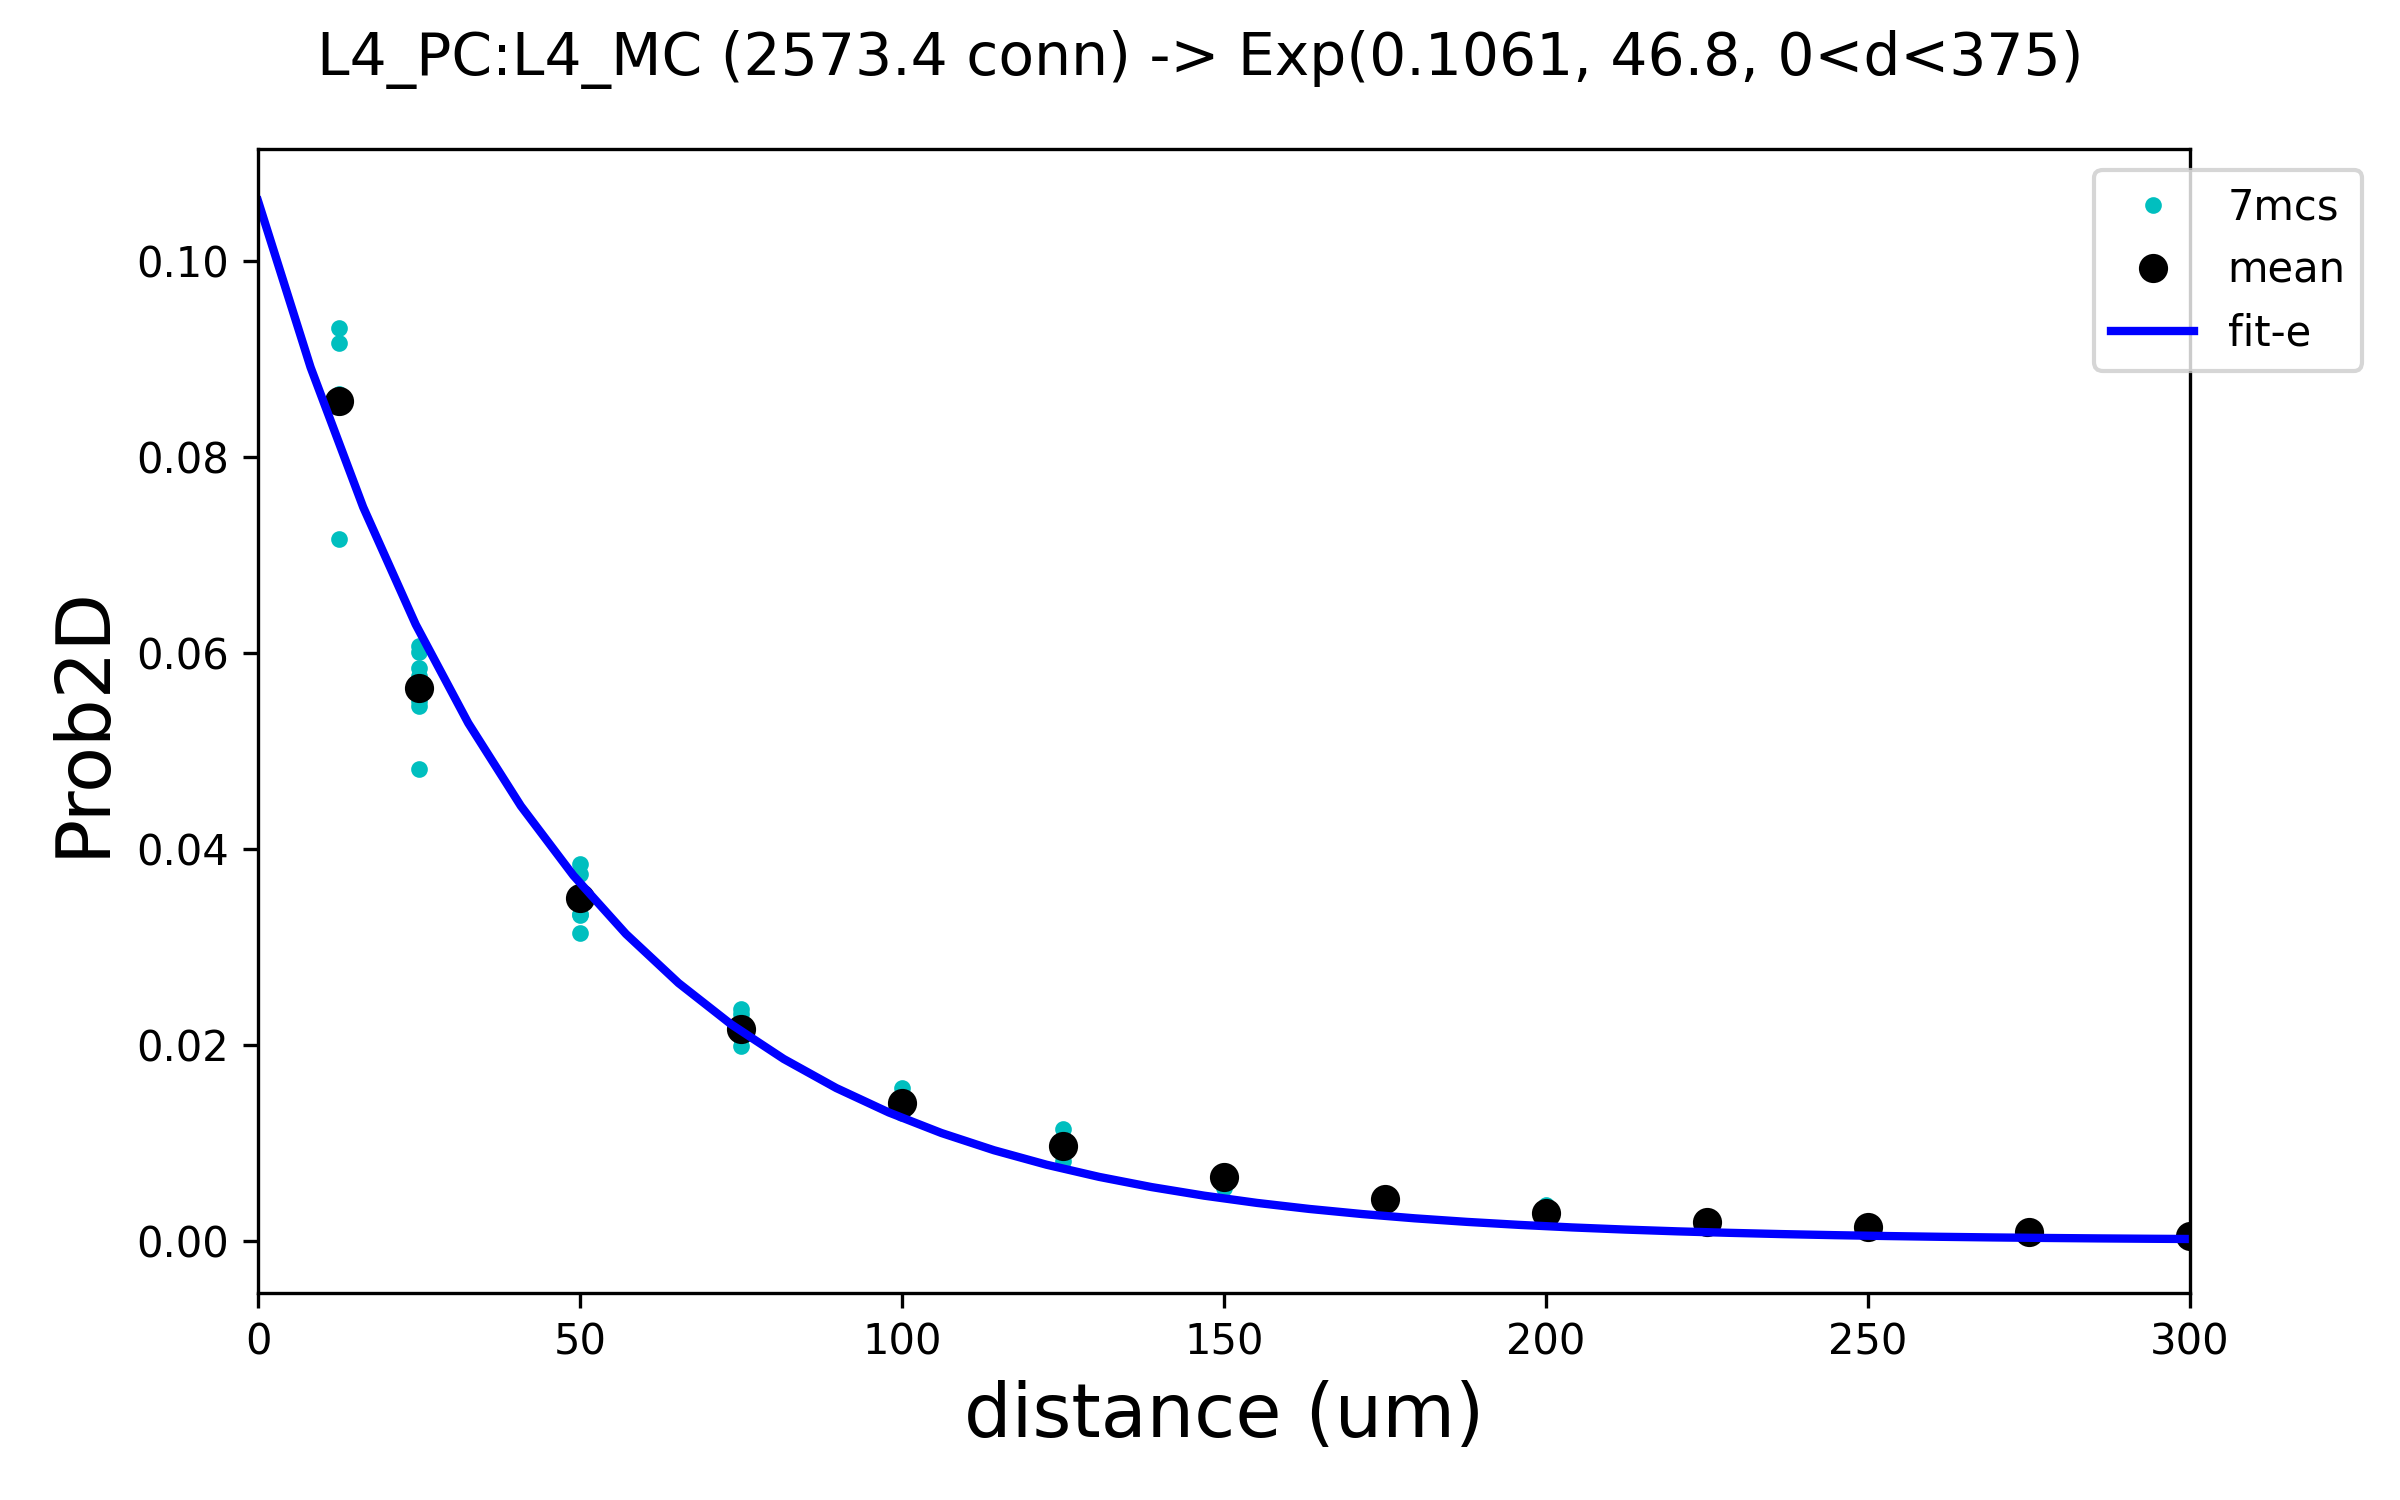 L4_PC:L4_MC (2573.4 conn) -> Exp(0.1061, 46.8, 0<d<375)
7mcs
mean
fit-e
Prob2D
0.10
0.08
0.06
0.04
0.02
0.00
0 50 100 150 200 250 300
distance (um)